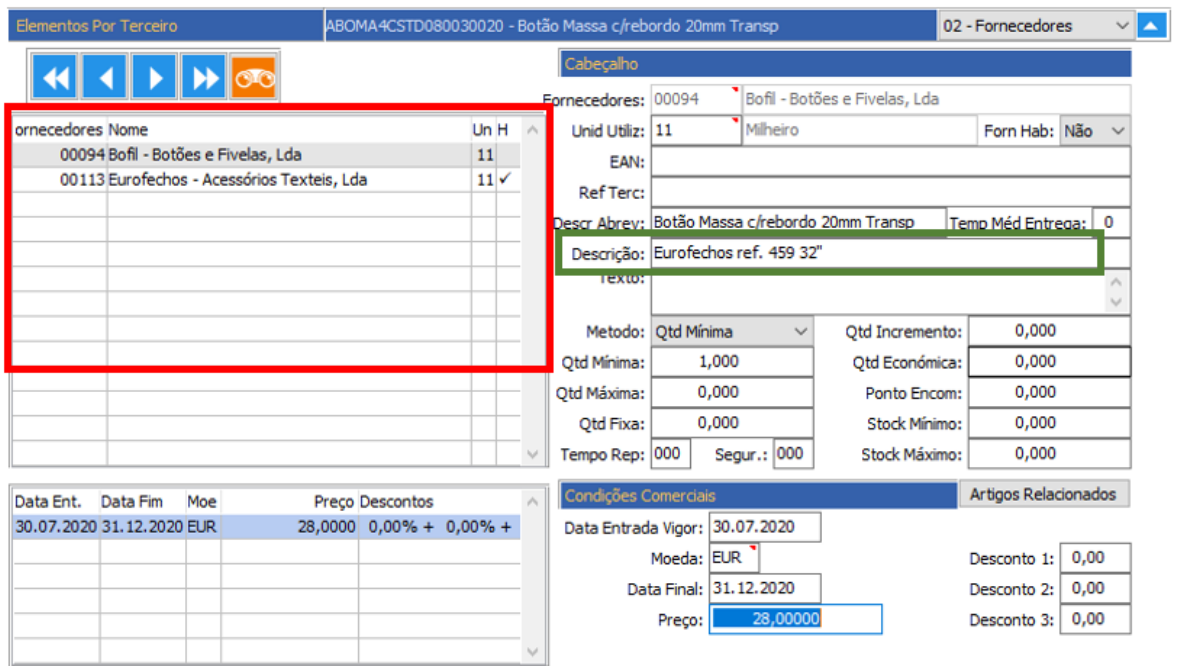 Elementos Por Terceiro ABOMA4CSTD080030020 - Botão Massa c/rebordo 20mm Transp 02 - Fornecedores
ornecedores Nome Un H
00094 Bofil - Botões e Fivelas, Lda 11
00113 Eurofechos - Acessórios Texteis, Lda 11 ✓
Cabeçalho
Fornecedores: 00094 Bofil - Botões e Fivelas, Lda
Unid Utiliz: 11 Milheiro Forn Hab: Não
EAN:
Ref Terc:
Descr Abrev: Botão Massa c/rebordo 20mm Transp Temp Méd Entrega: 0
Descrição: Eurofechos ref. 459 32"
Texto:
Metodo: Qtd Mínima Qtd Incremento: 0,000
Qtd Mínima: 1,000 Qtd Económica: 0,000
Qtd Máxima: 0,000 Ponto Encom: 0,000
Qtd Fixa: 0,000 Stock Mínimo: 0,000
Tempo Rep: 000 Segur.: 000 Stock Máximo: 0,000
Data Ent. Data Fim Moe Preço Descontos
30.07.2020 31.12.2020 EUR 28,0000 0,00% + 0,00% +
Condições Comerciais Artigos Relacionados
Data Entrada Vigor: 30.07.2020
Moeda: EUR Desconto 1: 0,00
Data Final: 31.12.2020 Desconto 2: 0,00
Preço: 28,00000 Desconto 3: 0,00